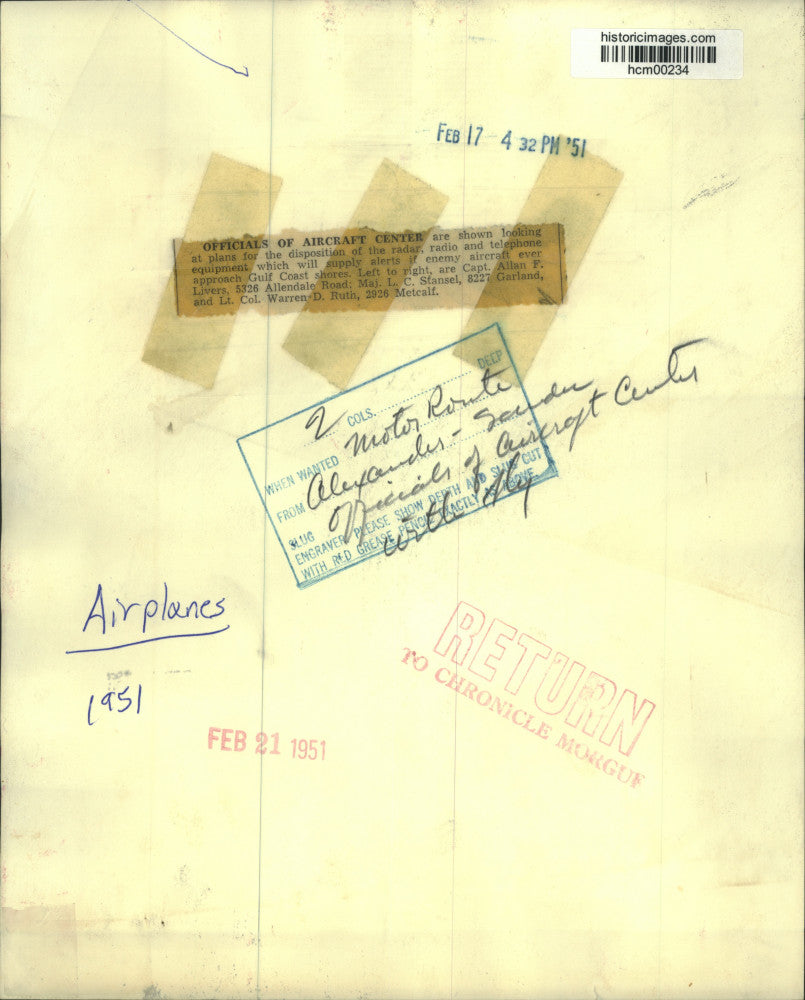 historicimages.com
hcm00234
FEB 17 4 32 PM '51
OFFICIALS OF AIRCRAFT CENTER are shown looking
at plans for the disposition of the radar, radio and telephone
equipment which will supply alerts if enemy aircraft ever
approach Gulf Coast shores. Left to right, are Capt. Allan F.
Livers, 5326 Allendale Road; Maj. L. C. Stansel, 8227 Garland,
and Lt. Col. Warren D. Ruth, 2926 Metcalf.
2 COLS. DEEP
WHEN WANTED Motor Route
FROM Alexander -
SLUG Officials of Aircraft Center
ENGRAVER PLEASE SHOW DEPTH AND SLUG CUT
WITH RED GREASE PENCIL EXACTLY ABOVE
with
Airplanes
1951
RETURN
TO CHRONICLE MORGUE
FEB 21 1951